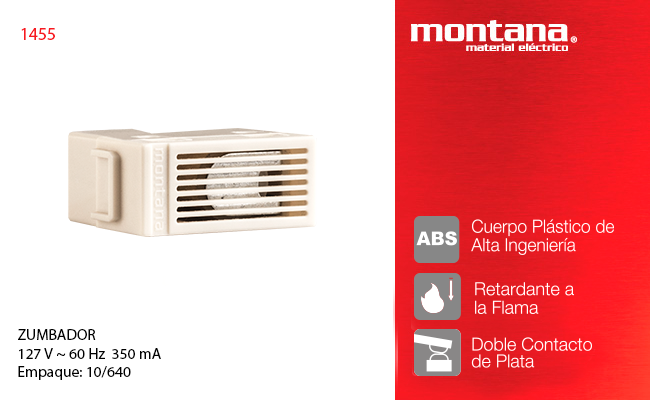 1455
montana®
material eléctrico
montana
ABS
Cuerpo Plástico de
Alta Ingeniería
Retardante a
la Flama
Doble Contacto
de Plata
ZUMBADOR
127 V ~ 60 Hz  350 mA
Empaque: 10/640